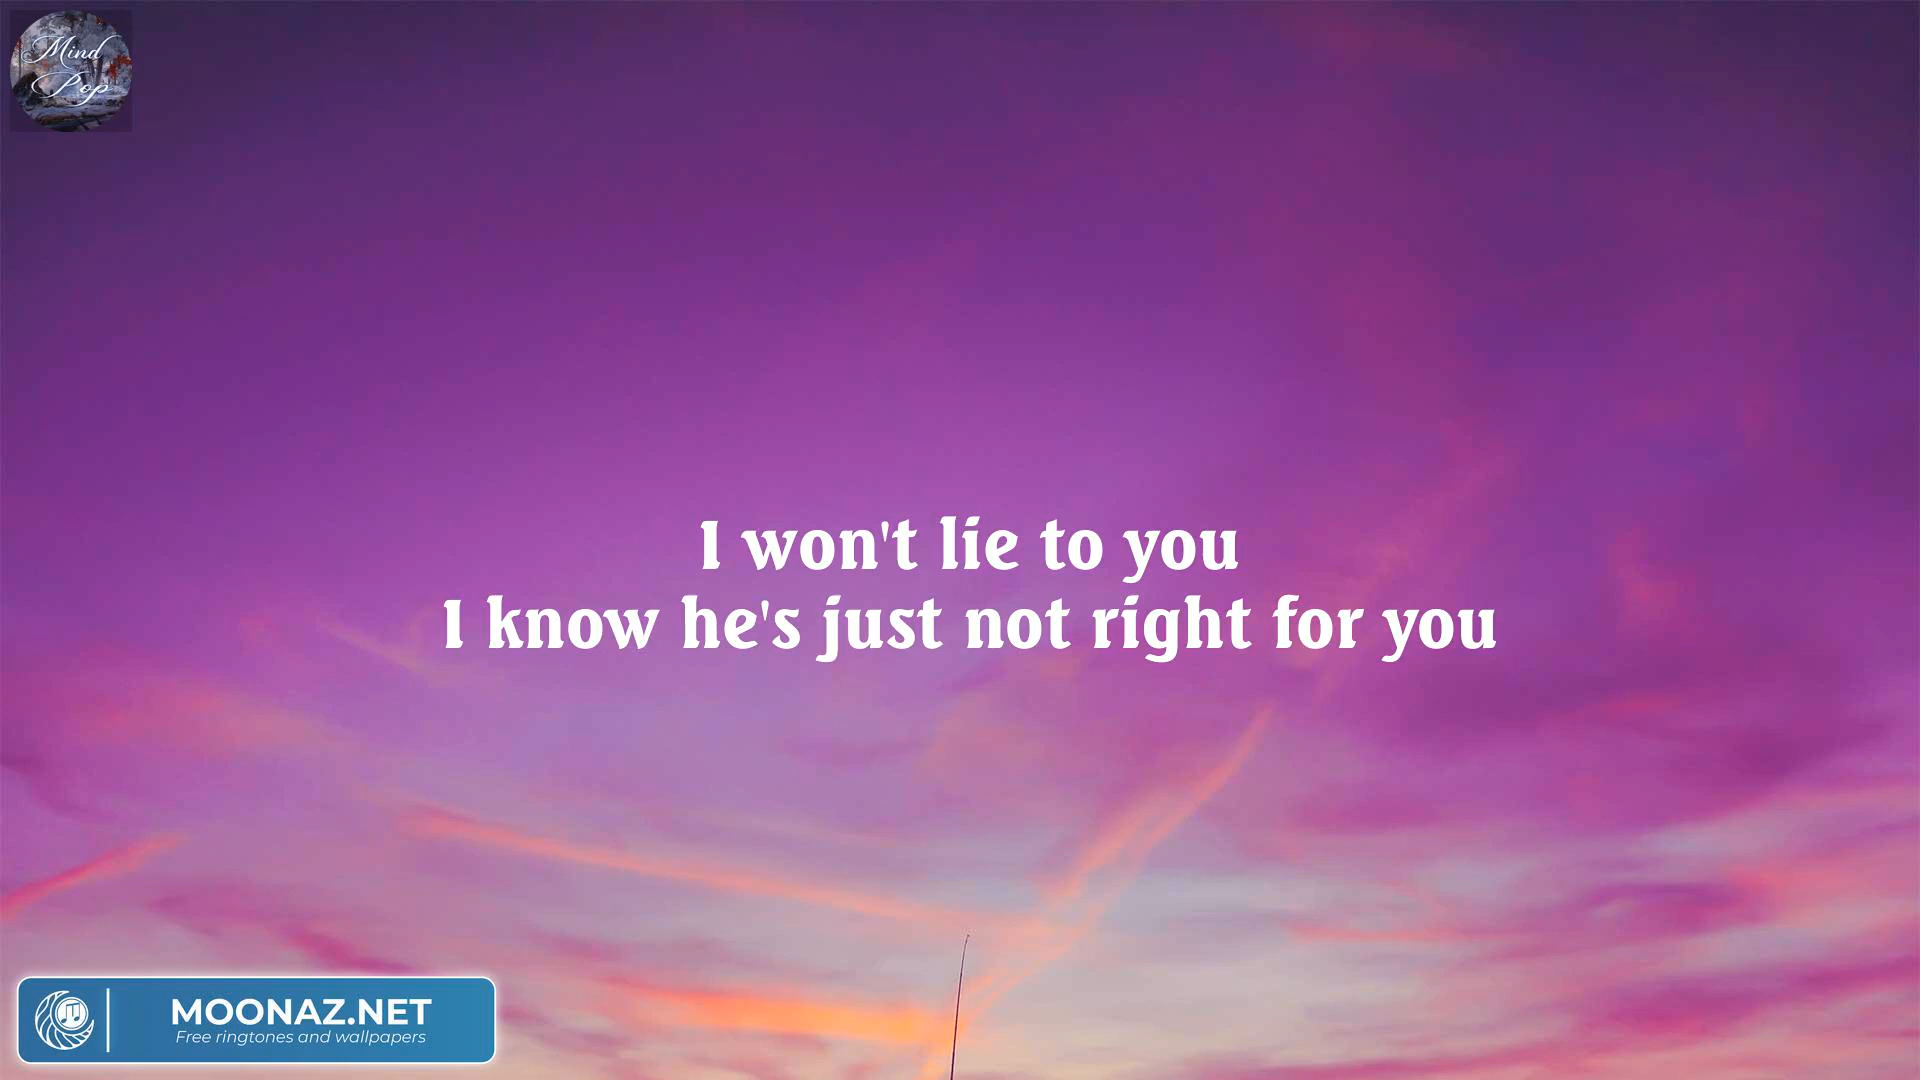 Mind
Pop
I won't lie to you
I know he's just not right for you
MOONAZ.NET
Free ringtones and wallpapers